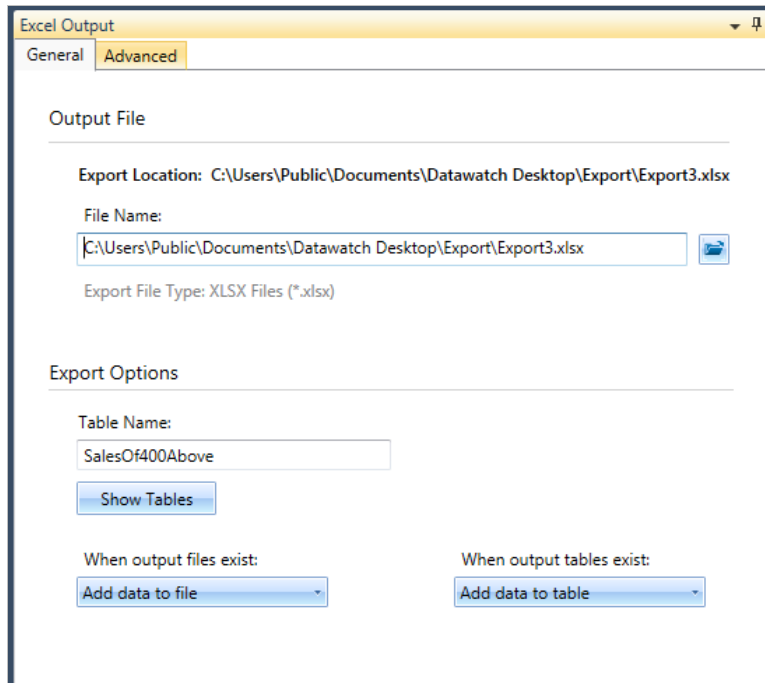 Excel Output
General Advanced
Output File
Export Location: C:\Users\Public\Documents\Datawatch Desktop\Export\Export3.xlsx
File Name:
C:\Users\Public\Documents\Datawatch Desktop\Export\Export3.xlsx
Export File Type: XLSX Files (*.xlsx)
Export Options
Table Name:
SalesOf400Above
Show Tables
When output files exist: When output tables exist:
Add data to file Add data to table